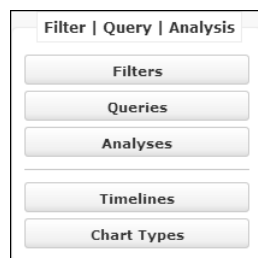 Filter | Query | Analysis
Filters
Queries
Analyses
Timelines
Chart Types